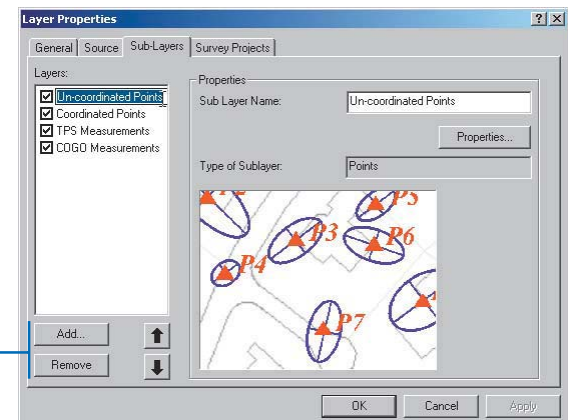 Layer Properties
General Source Sub-Layers Survey Projects
Layers:
Un-coordinated Points
Coordinated Points
TPS Measurements
COGO Measurements
Add...
Remove
Properties
Sub Layer Name: Un-coordinated Points
Properties...
Type of Sublayer: Points
P5
P3
P6
P4
P7
OK Cancel Apply